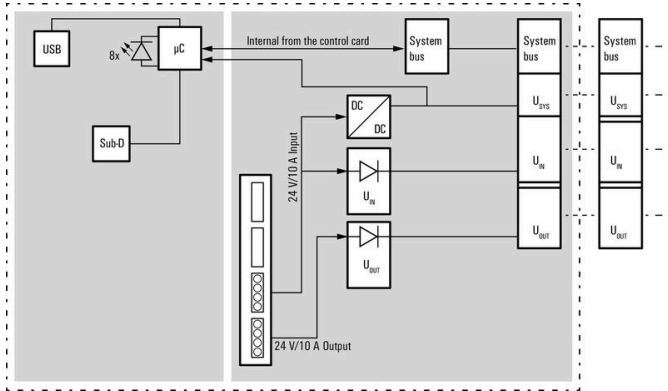 USB
8x
µC
Internal from the control card
System
bus
System
bus
System
bus
Sub-D
DC
DC
U SYS
U SYS
24 V/10 A Input
U IN
U IN
U IN
U OUT
U OUT
U OUT
24 V/10 A Output